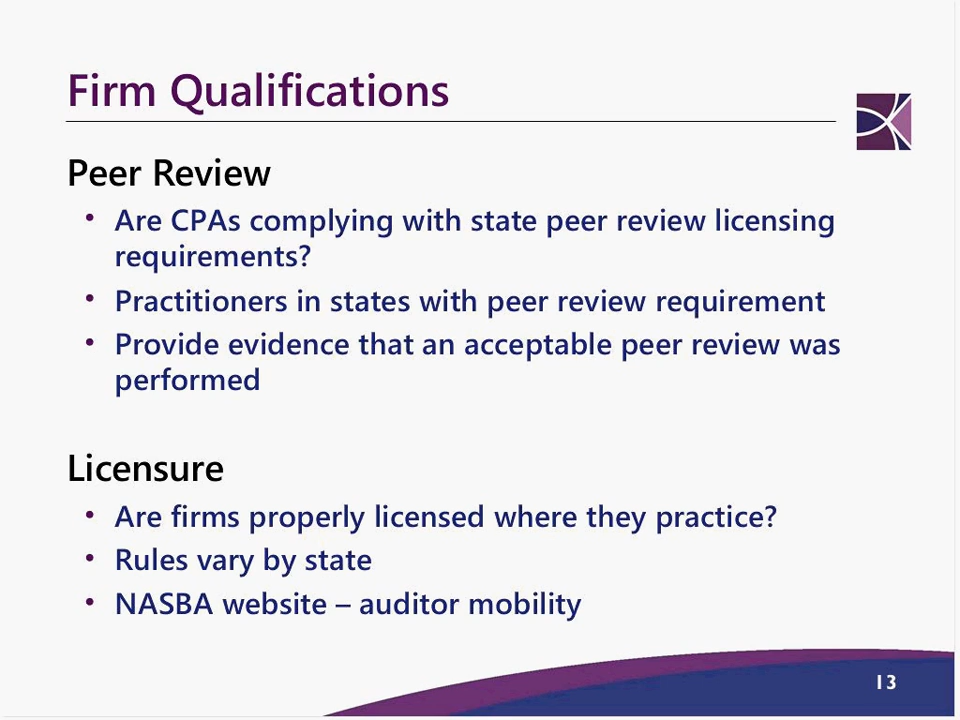 Firm Qualifications
Peer Review
• Are CPAs complying with state peer review licensing
requirements?
• Practitioners in states with peer review requirement
• Provide evidence that an acceptable peer review was
performed
Licensure
• Are firms properly licensed where they practice?
• Rules vary by state
• NASBA website – auditor mobility
13